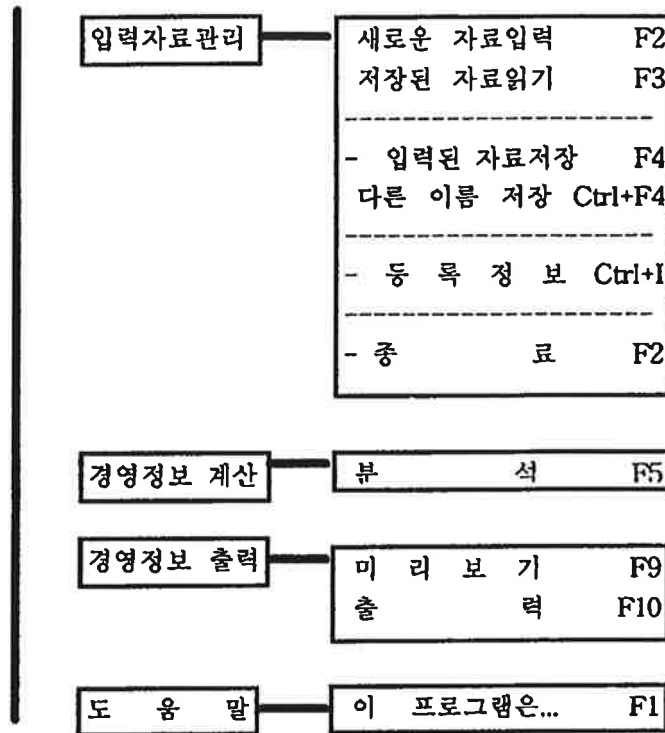 입력자료관리
새로운 자료입력 F2
저장된 자료읽기 F3
- 입력된 자료저장 F4
다른 이름 저장 Ctrl+F4
- 등 록 정 보 Ctrl+I
- 종 료 F2
경영정보 계산
뷰 석 F5
경영정보 출력
미 리 보 기 F9
출 력 F10
도 움 말
이 프로그램은... F1